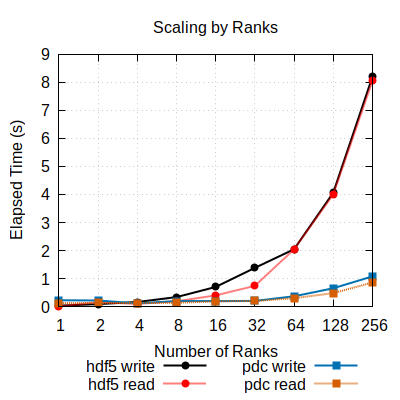 Scaling by Ranks
9
8
7
6
5
4
3
2
1
0
Elapsed Time (s)
1 2 4 8 16 32 64 128 256
Number of Ranks
hdf5 write pdc write
hdf5 read pdc read